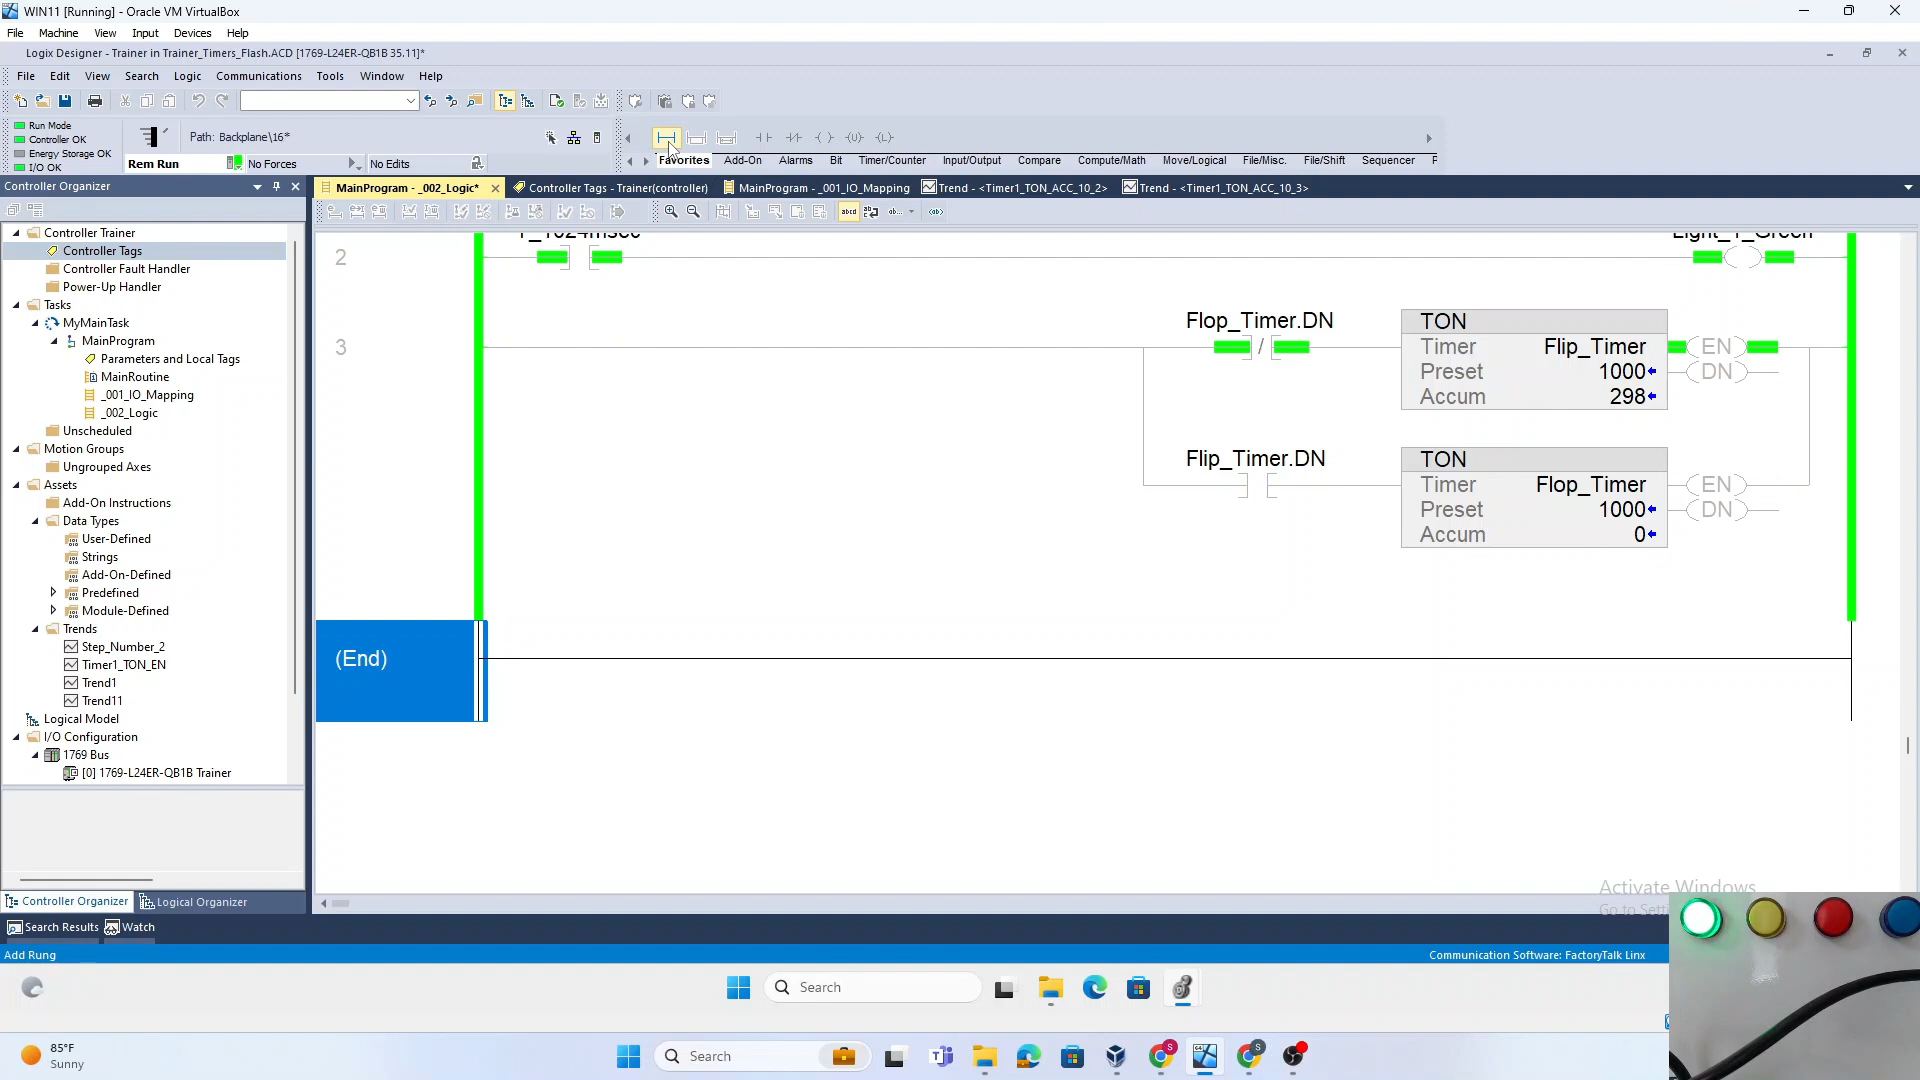 WIN11 [Running] - Oracle VM VirtualBox
File Machine View Input Devices Help
Logix Designer - Trainer in Trainer_Timers_Flash.ACD [1769-L24ER-QB1B 35.11]*
File Edit View Search Logic Communications Tools Window Help
Run Mode
Controller OK
Energy Storage OK
I/O OK
Path: Backplane\16*
Rem Run No Forces No Edits
Favorites Add-On Alarms Bit Timer/Counter Input/Output Compare Compute/Math Move/Logical File/Misc. File/Shift Sequencer P
Controller Organizer
MainProgram - _002_Logic* Controller Tags - Trainer(controller) MainProgram - _001_IO_Mapping Trend - <Timer1_TON_ACC_10_2> Trend - <Timer1_TON_ACC_10_3>
Controller Trainer
Controller Tags
Controller Fault Handler
Power-Up Handler
Tasks
MyMainTask
MainProgram
Parameters and Local Tags
MainRoutine
_001_IO_Mapping
_002_Logic
Unscheduled
Motion Groups
Ungrouped Axes
Assets
Add-On Instructions
Data Types
User-Defined
Strings
Add-On-Defined
Predefined
Module-Defined
Trends
Step_Number_2
Timer1_TON_EN
Trend1
Trend11
Logical Model
I/O Configuration
1769 Bus
[0] 1769-L24ER-QB1B Trainer
Controller Organizer Logical Organizer
Light_1_Green
2
3
Flop_Timer.DN
TON
Timer Flip_Timer
Preset 1000
Accum 298
EN
DN
Flip_Timer.DN
TON
Timer Flop_Timer
Preset 1000
Accum 0
EN
DN
(End)
Activate Windows
Search Results Watch
Add Rung
Communication Software: FactoryTalk Linx
Search
85°F
Sunny
Search